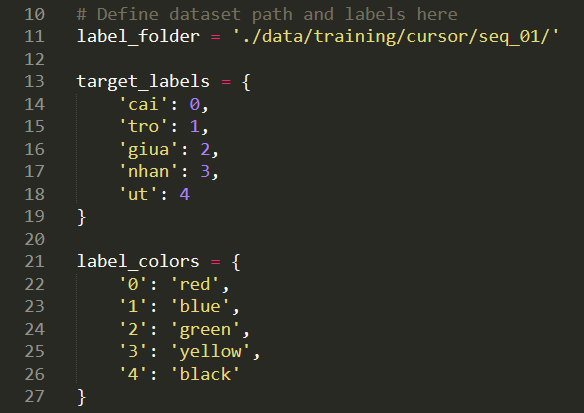 10 # Define dataset path and labels here
11 label_folder = './data/training/cursor/seq_01/'
12
13 target_labels = {
14     'cai': 0,
15     'tro': 1,
16     'giua': 2,
17     'nhan': 3,
18     'ut': 4
19 }
20
21 label_colors = {
22     '0': 'red',
23     '1': 'blue',
24     '2': 'green',
25     '3': 'yellow',
26     '4': 'black'
27 }